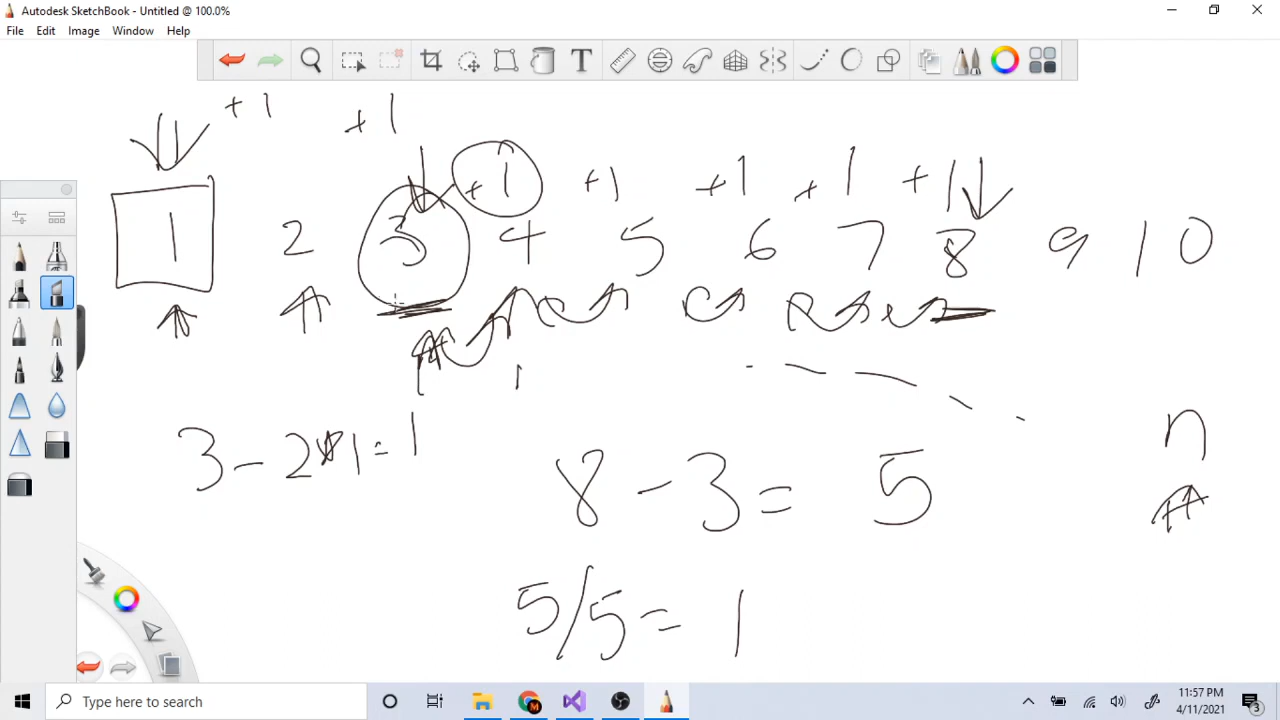 Autodesk SketchBook - Untitled @ 100.0%
File Edit Image Window Help
+1 +1
+1 +1 +1 +1 +1
1 2 3 4 5 6 7 8 9 10
3 - 2*1 = 1
n
8 - 3 = 5
5/5 = 1
Type here to search
11:57 PM
4/11/2021
3